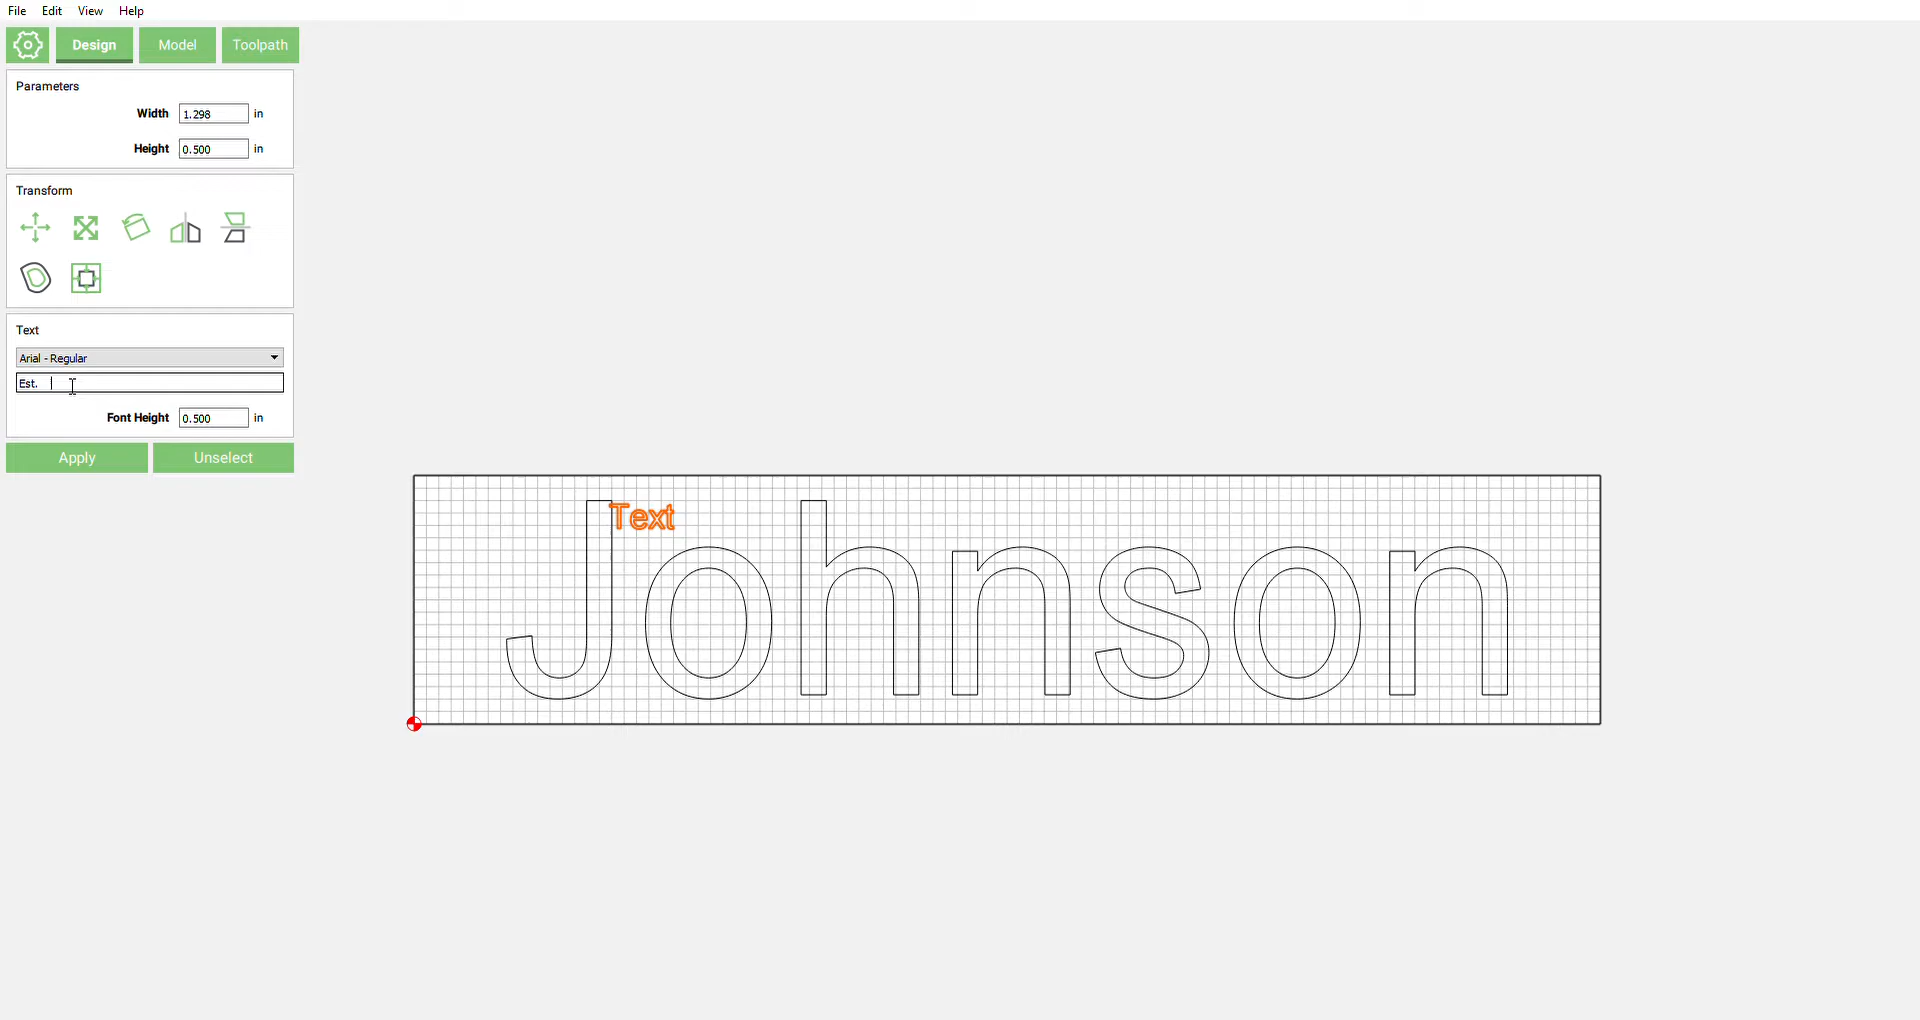 File Edit View Help
Design Model Toolpath
Parameters
Width 1.298 in
Height 0.500 in
Transform
Text
Arial - Regular
Est.
Font Height 0.500 in
Apply Unselect
Text
Johnson